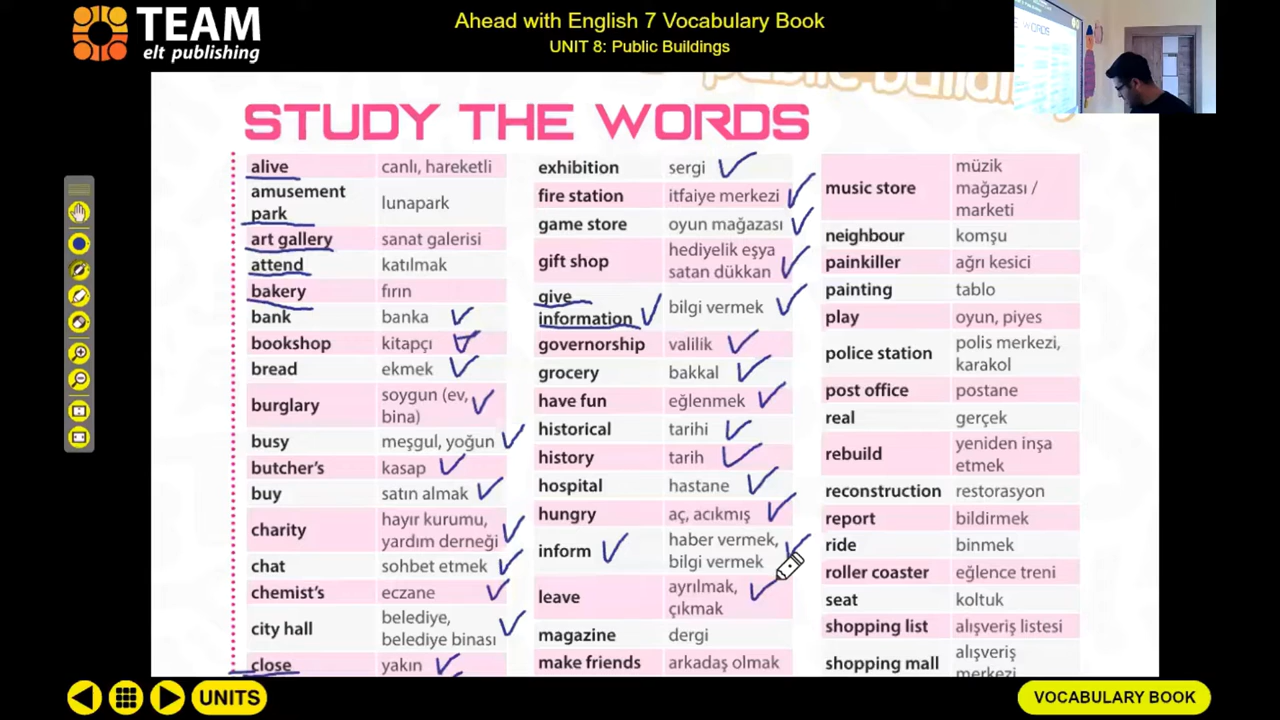 TEAM
elt publishing
Ahead with English 7 Vocabulary Book
UNIT 8: Public Buildings
STUDY THE WORDS
alive canlı, hareketli
amusement park lunapark
art gallery sanat galerisi
attend katılmak
bakery fırın
bank banka
bookshop kitapçı
bread ekmek
burglary soygun (ev, bina)
busy meşgul, yoğun
butcher's kasap
buy satın almak
charity hayır kurumu, yardım derneği
chat sohbet etmek
chemist's eczane
city hall belediye, belediye binası
close yakın
exhibition sergi
fire station itfaiye merkezi
game store oyun mağazası
gift shop hediyelik eşya satan dükkan
give information bilgi vermek
governorship valilik
grocery bakkal
have fun eğlenmek
historical tarihi
history tarih
hospital hastane
hungry aç, acıkmış
inform haber vermek, bilgi vermek
leave ayrılmak, çıkmak
magazine dergi
make friends arkadaş olmak
music store müzik mağazası / marketi
neighbour komşu
painkiller ağrı kesici
painting tablo
play oyun, piyes
police station polis merkezi, karakol
post office postane
real gerçek
rebuild yeniden inşa etmek
reconstruction restorasyon
report bildirmek
ride binmek
roller coaster eğlence treni
seat koltuk
shopping list alışveriş listesi
shopping mall alışveriş merkezi
UNITS
VOCABULARY BOOK